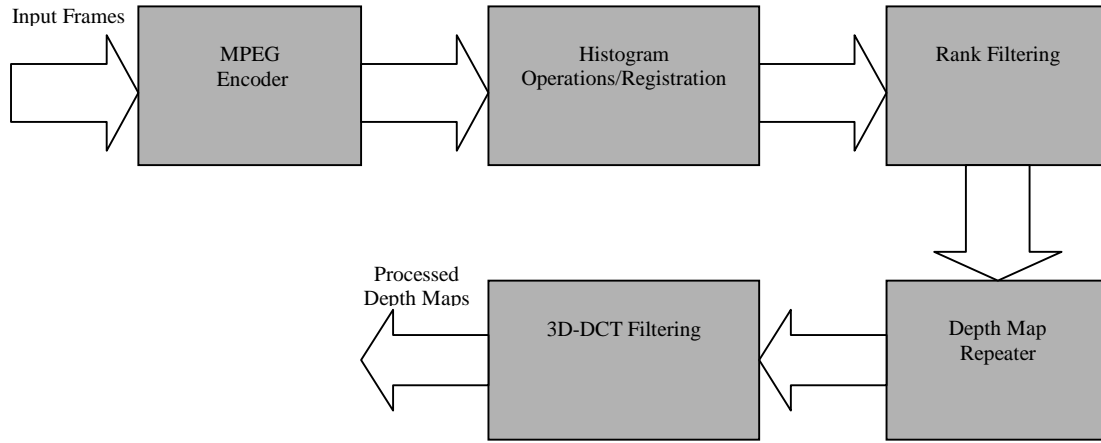 Input Frames
MPEG
Encoder
Histogram
Operations/Registration
Rank Filtering
Processed
Depth Maps
3D-DCT Filtering
Depth Map
Repeater